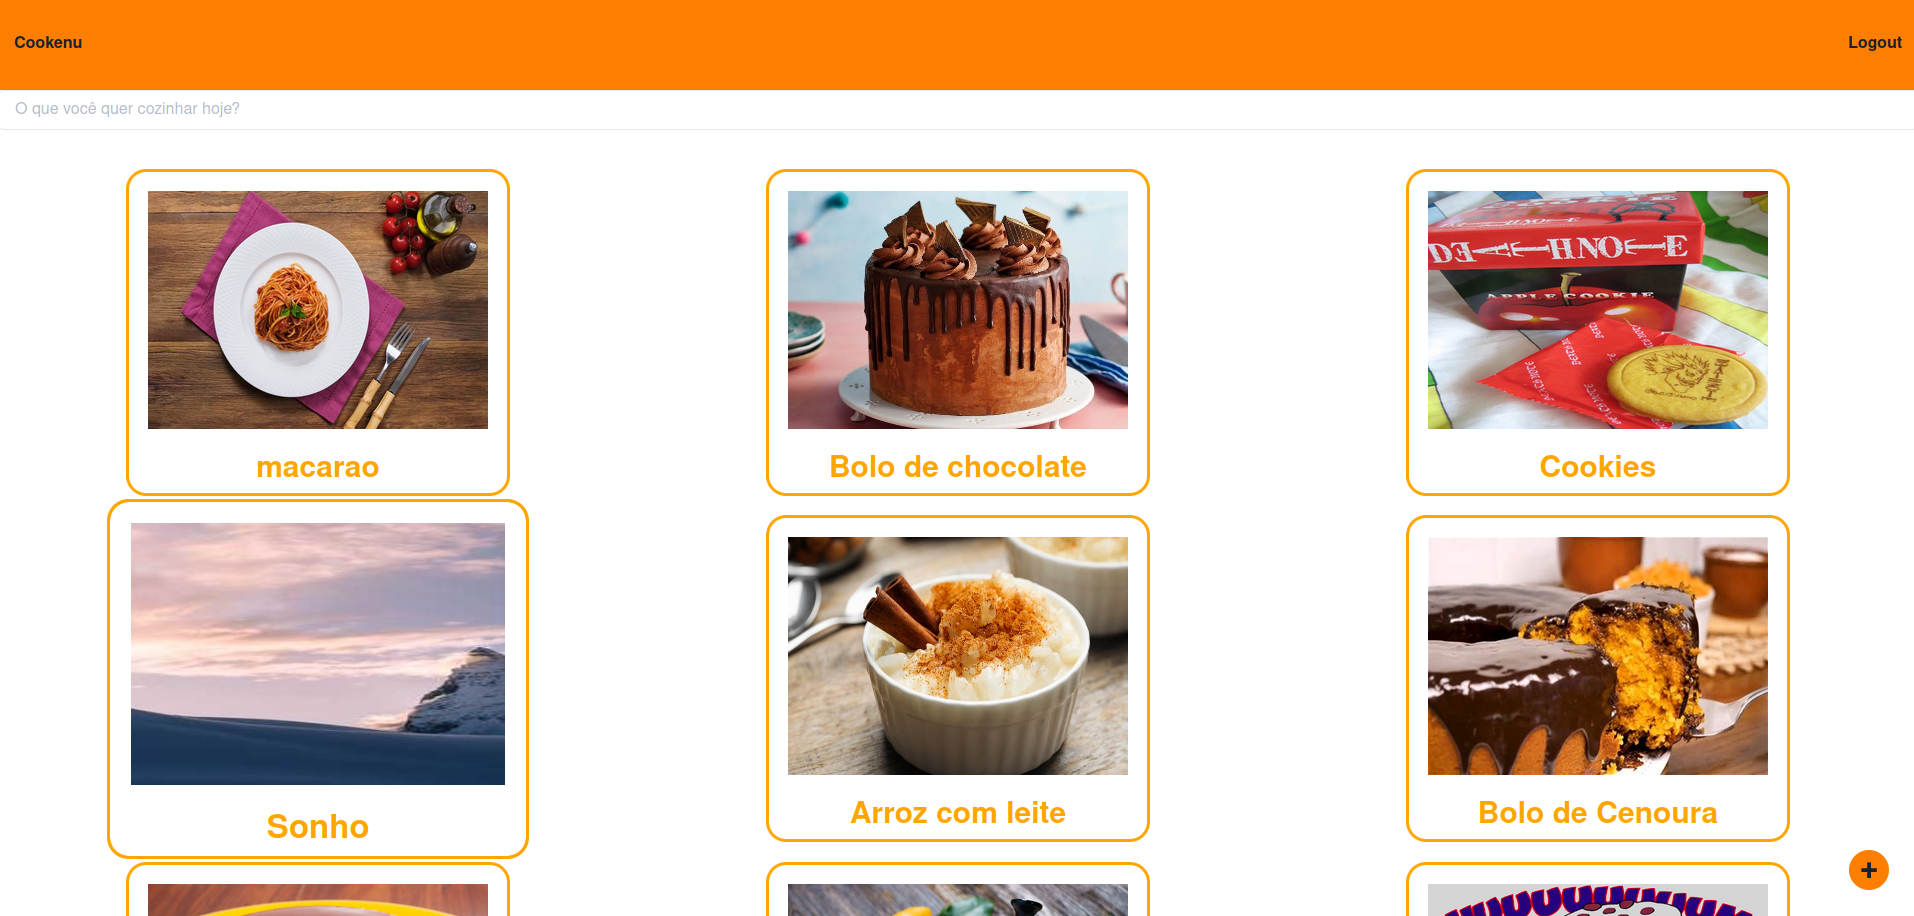 Cookenu
Logout
O que você quer cozinhar hoje?
DEATH NOTE
APPLE COOKIE
macarao
Bolo de chocolate
Cookies
Sonho
Arroz com leite
Bolo de Cenoura
+